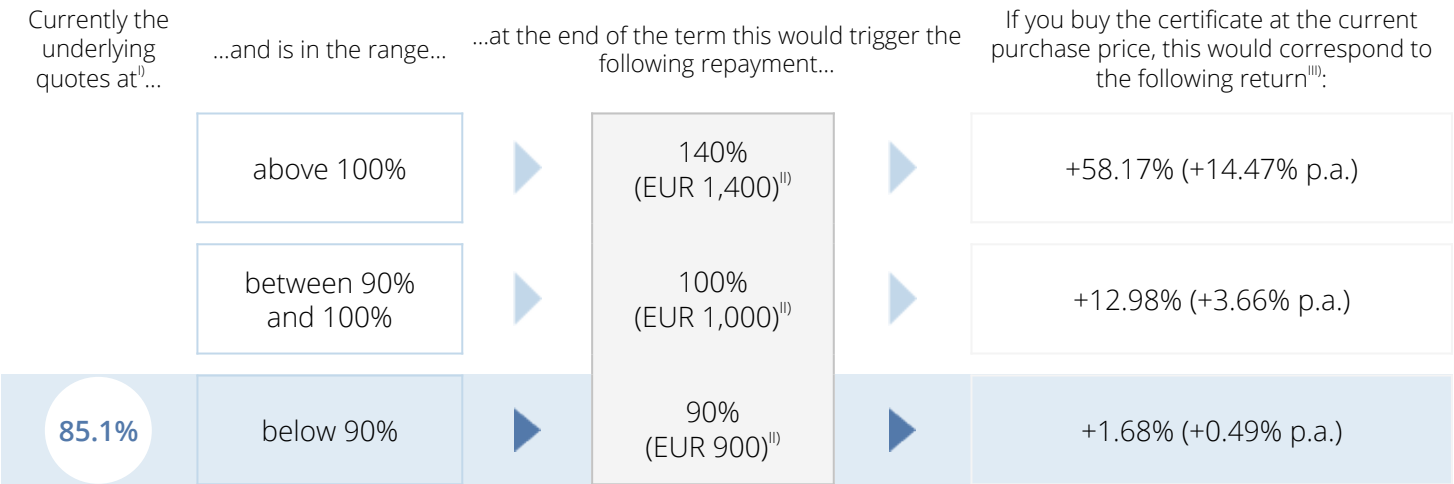 Currently the
underlying
quotes at^I)...
...and is in the range...
...at the end of the term this would trigger the
following repayment...
If you buy the certificate at the current
purchase price, this would correspond to
the following return^III):
above 100%
140%
(EUR 1,400)^II)
+58.17% (+14.47% p.a.)
between 90%
and 100%
100%
(EUR 1,000)^II)
+12.98% (+3.66% p.a.)
85.1%
below 90%
90%
(EUR 900)^II)
+1.68% (+0.49% p.a.)